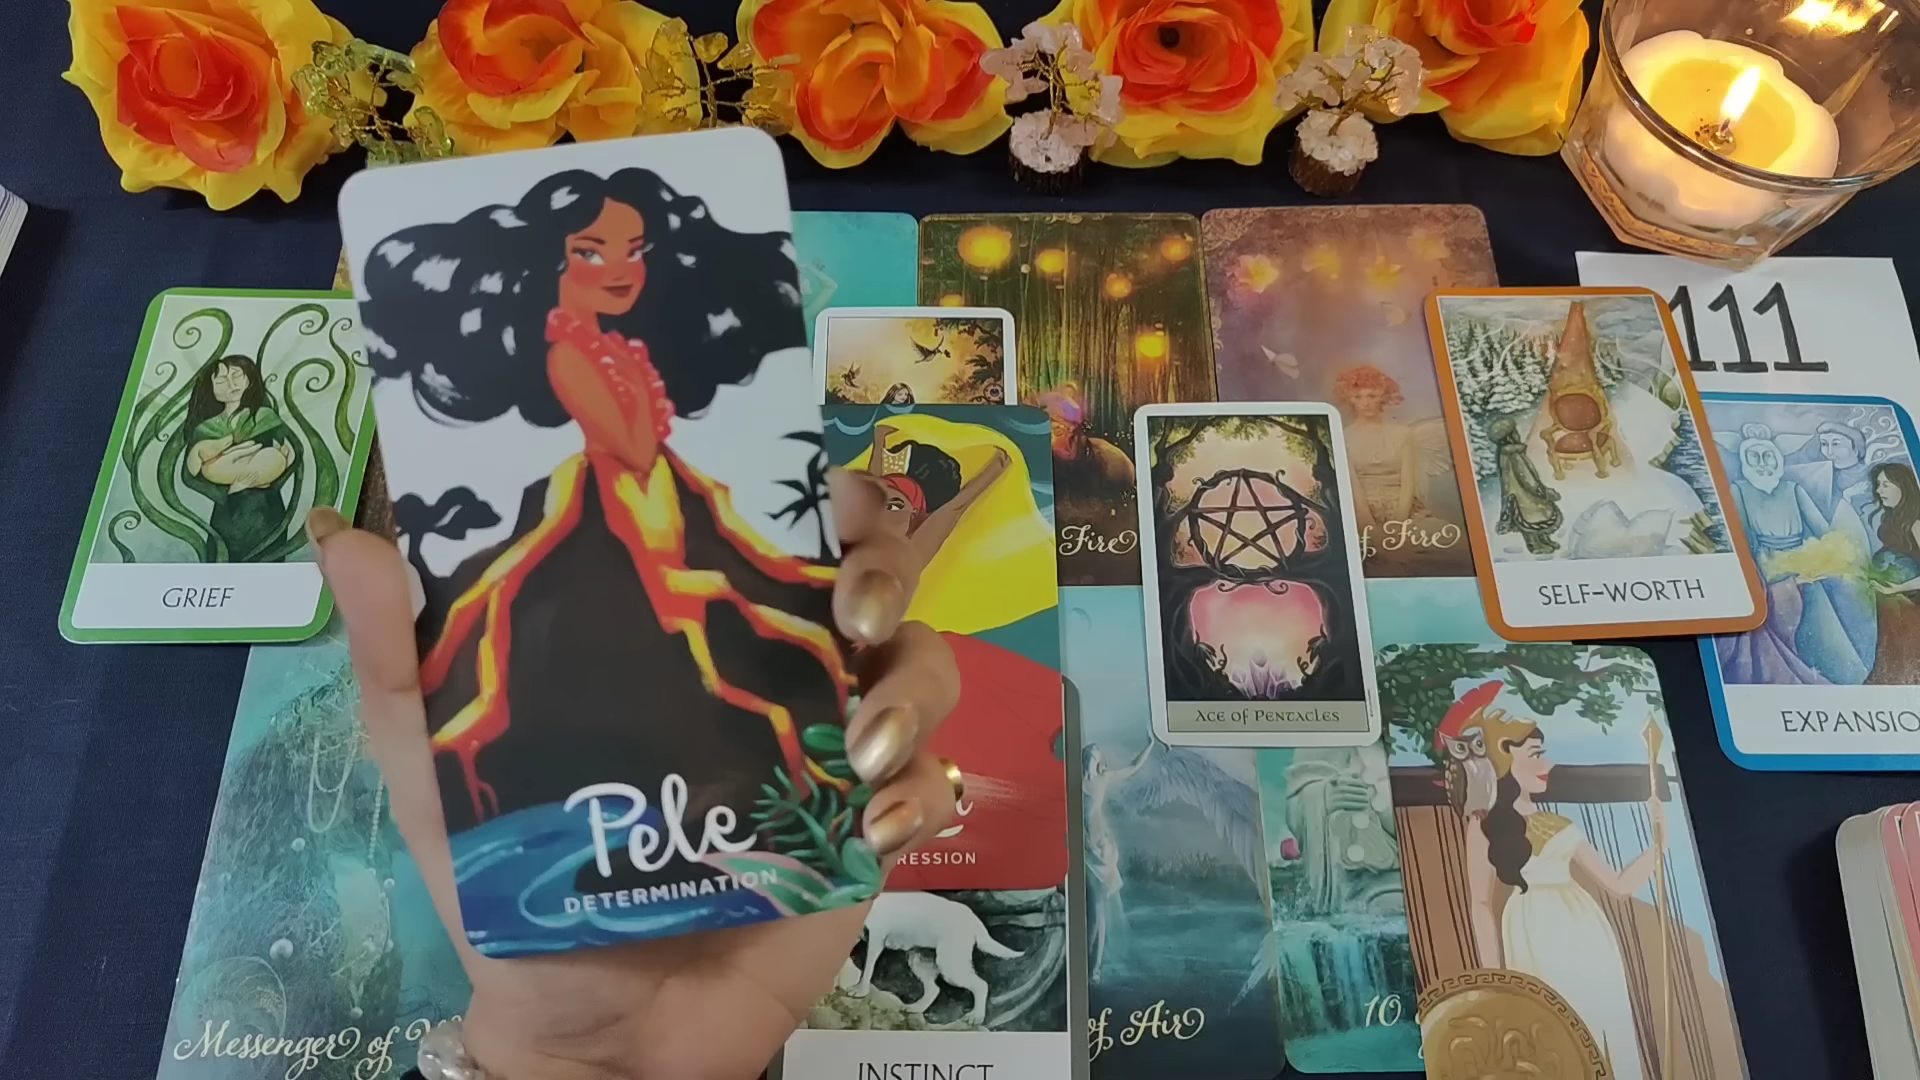 111
GRIEF
Fire
of Fire
SELF-WORTH
ACE OF PENTACLES
EXPANSIO
Pele
DETERMINATION
RESSION
Messenger of W
of Air
10
INSTINCT